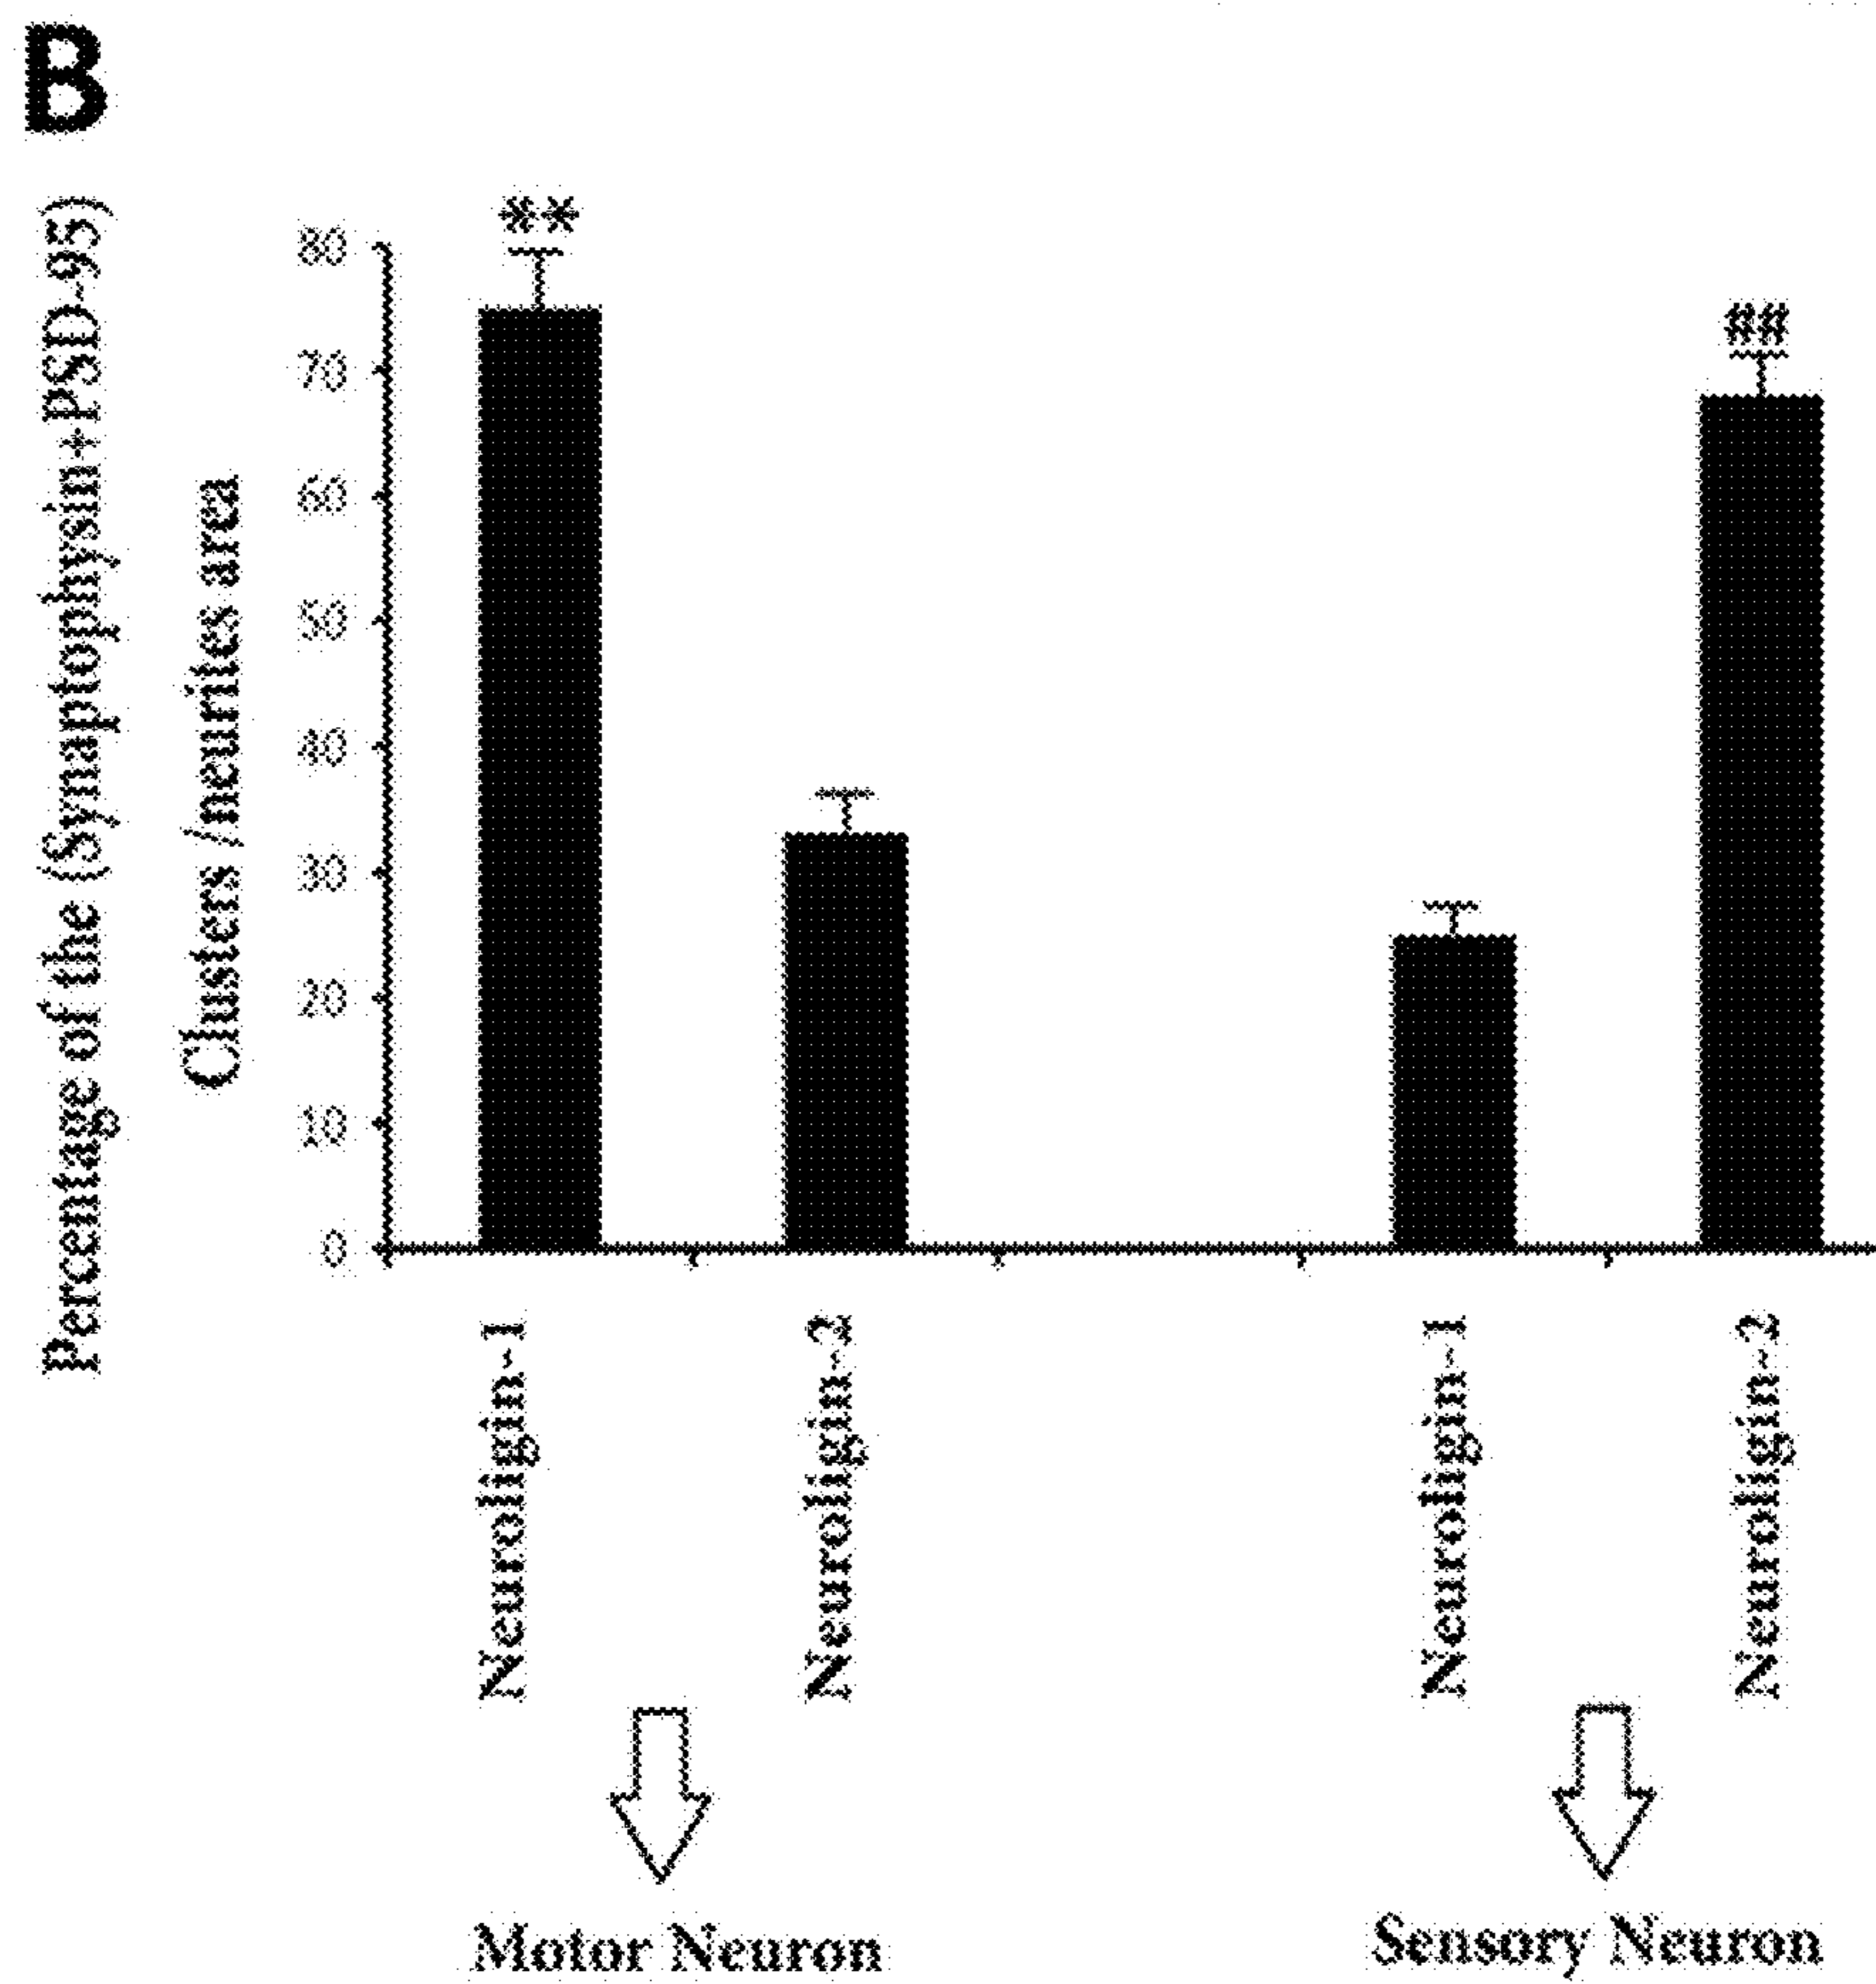 B
Percentage of the (Synaptophysin+PSD-95)
Clusters /neurites area
80
70
60
50
40
30
20
10
0
**
##
Neuroligin-1
Neuroligin-2
Neuroligin-1
Neuroligin-2
Motor Neuron
Sensory Neuron